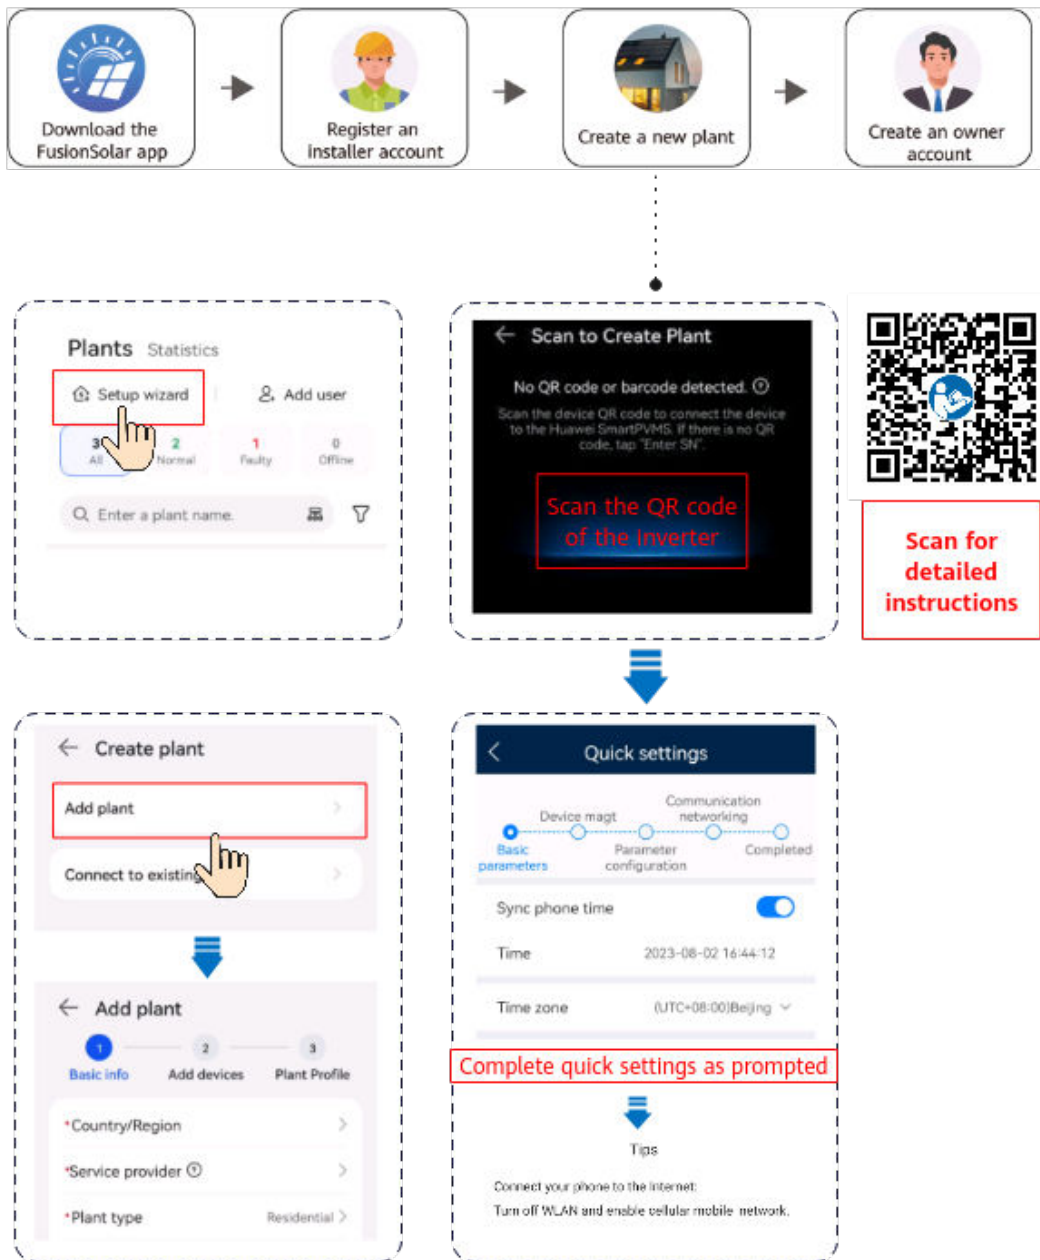 Download the
FusionSolar app
Register an
installer account
Create a new plant
Create an owner
account
Plants Statistics
Setup wizard
Add user
3
All
2
Normal
1
Faulty
0
Offline
Enter a plant name.
Scan to Create Plant
No QR code or barcode detected.
Scan the device QR code to connect the device
to the Huawei SmartPVMS. If there is no QR
code, tap "Enter SN".
Scan the QR code
of the inverter
Scan for
detailed
instructions
Create plant
Add plant
Connect to existing
Add plant
1
2
3
Basic info
Add devices
Plant Profile
*Country/Region
*Service provider
*Plant type
Residential
Quick settings
Device magt
Communication
networking
Basic
parameters
Parameter
configuration
Completed
Sync phone time
Time
2023-08-02 16:44:12
Time zone
(UTC+08:00)Beijing
Complete quick settings as prompted
Tips
Connect your phone to the Internet:
Turn off WLAN and enable cellular mobile network.